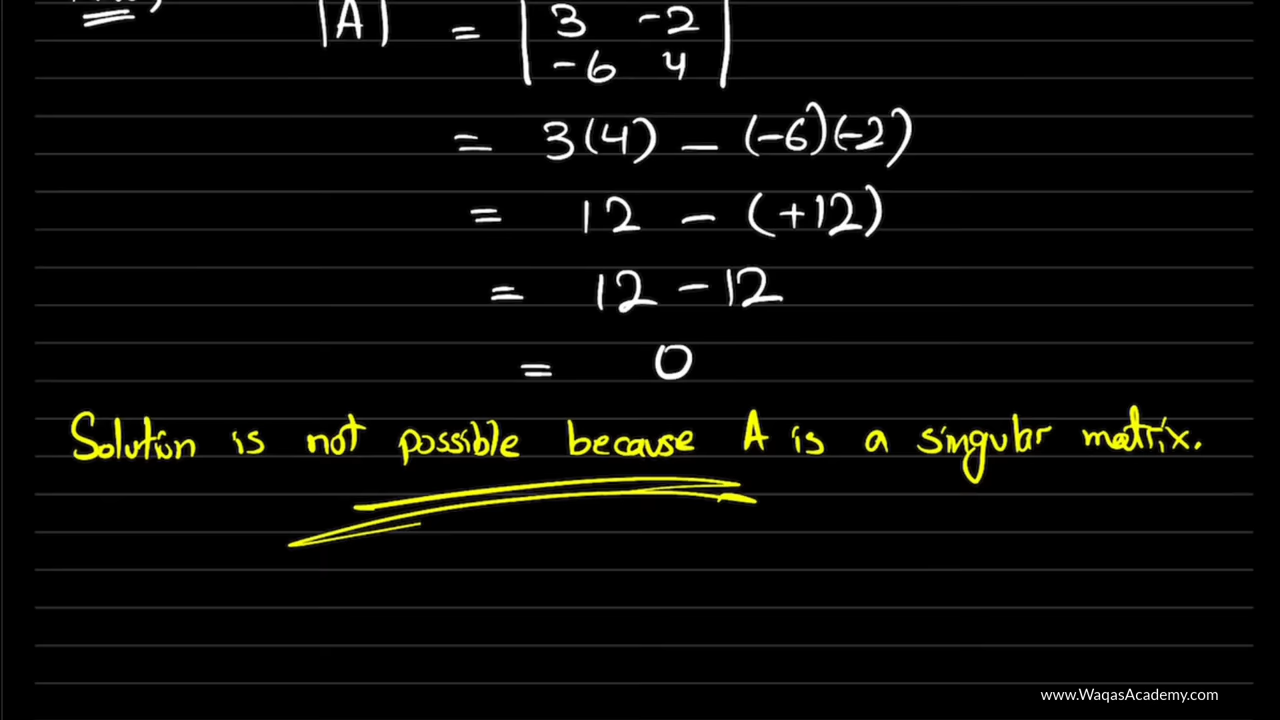 |A| = | 3 -2
-6 4 |
= 3(4) - (-6)(-2)
= 12 - (+12)
= 12 - 12
= 0
Solution is not possible because A is a singular matrix.
www.WaqasAcademy.com